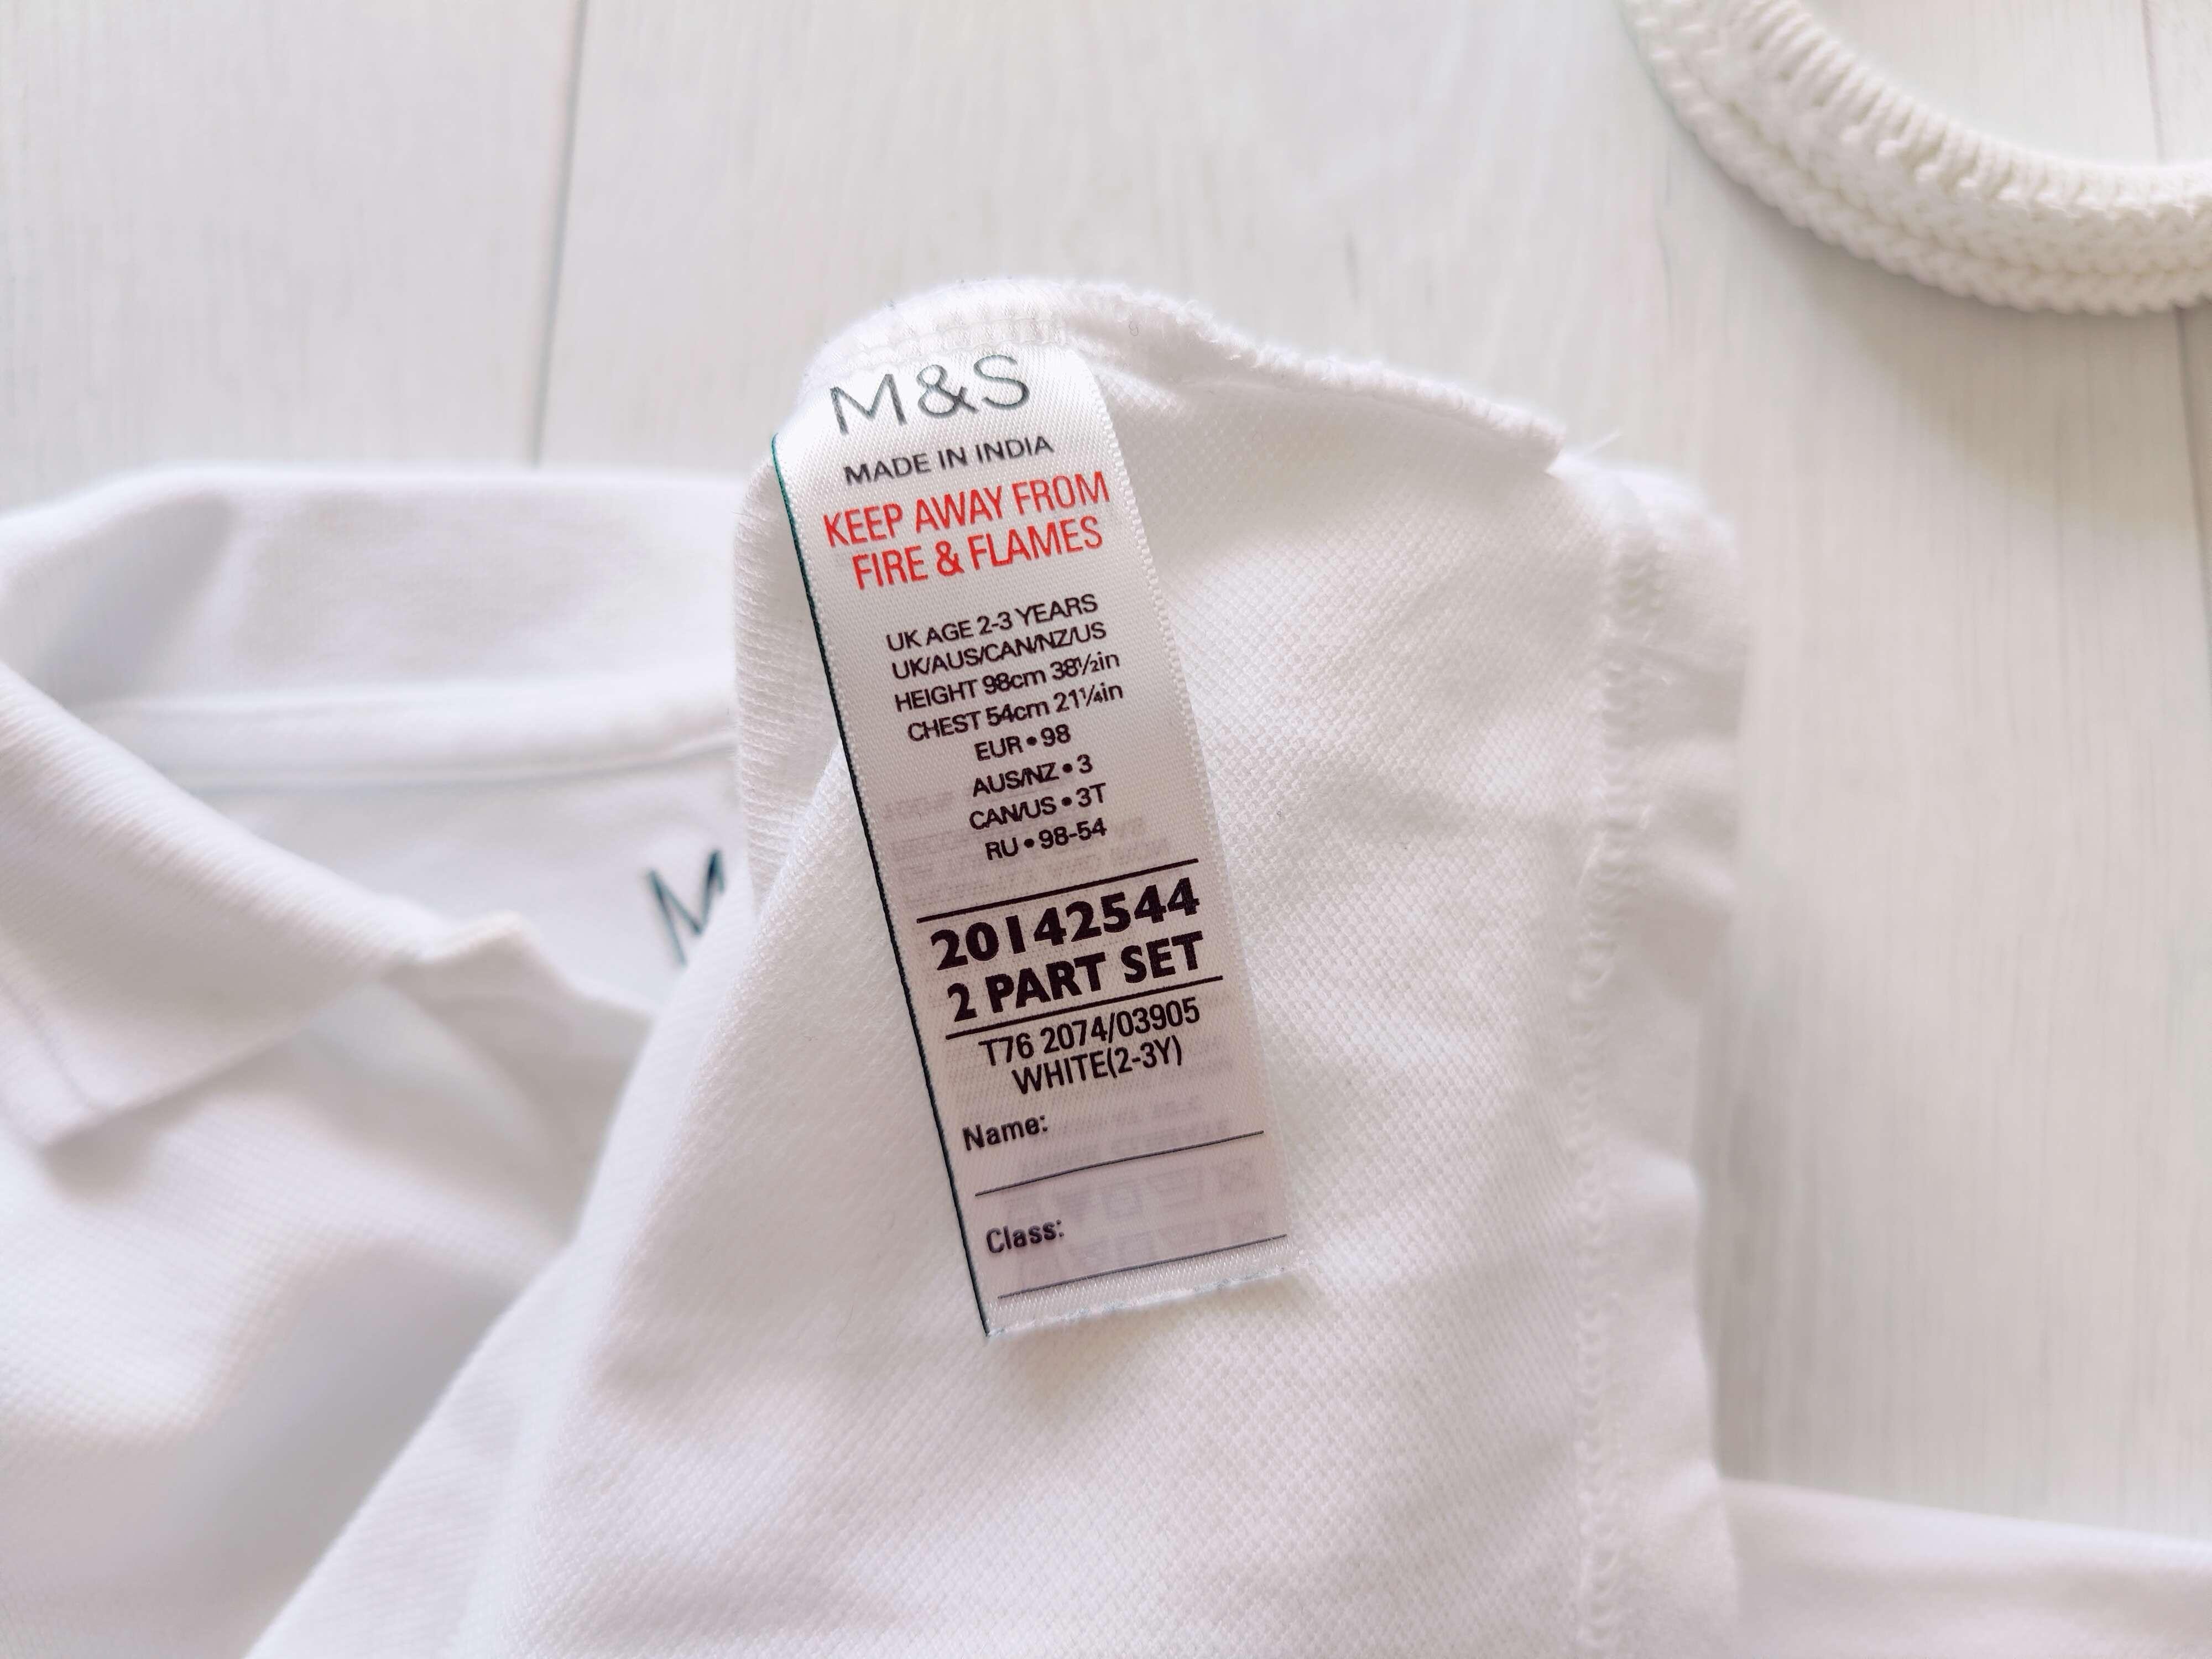 M&S
MADE IN INDIA
KEEP AWAY FROM
FIRE & FLAMES
UK AGE 2-3 YEARS
UK/AUS/CAN/NZ/US
HEIGHT 98cm 38½in
CHEST 54cm 21¼in
EUR • 98
AUS/NZ • 3
CAN/US • 3T
RU • 98-54
20142544
2 PART SET
T76 2074/03905
WHITE(2-3Y)
Name:
Class:
M